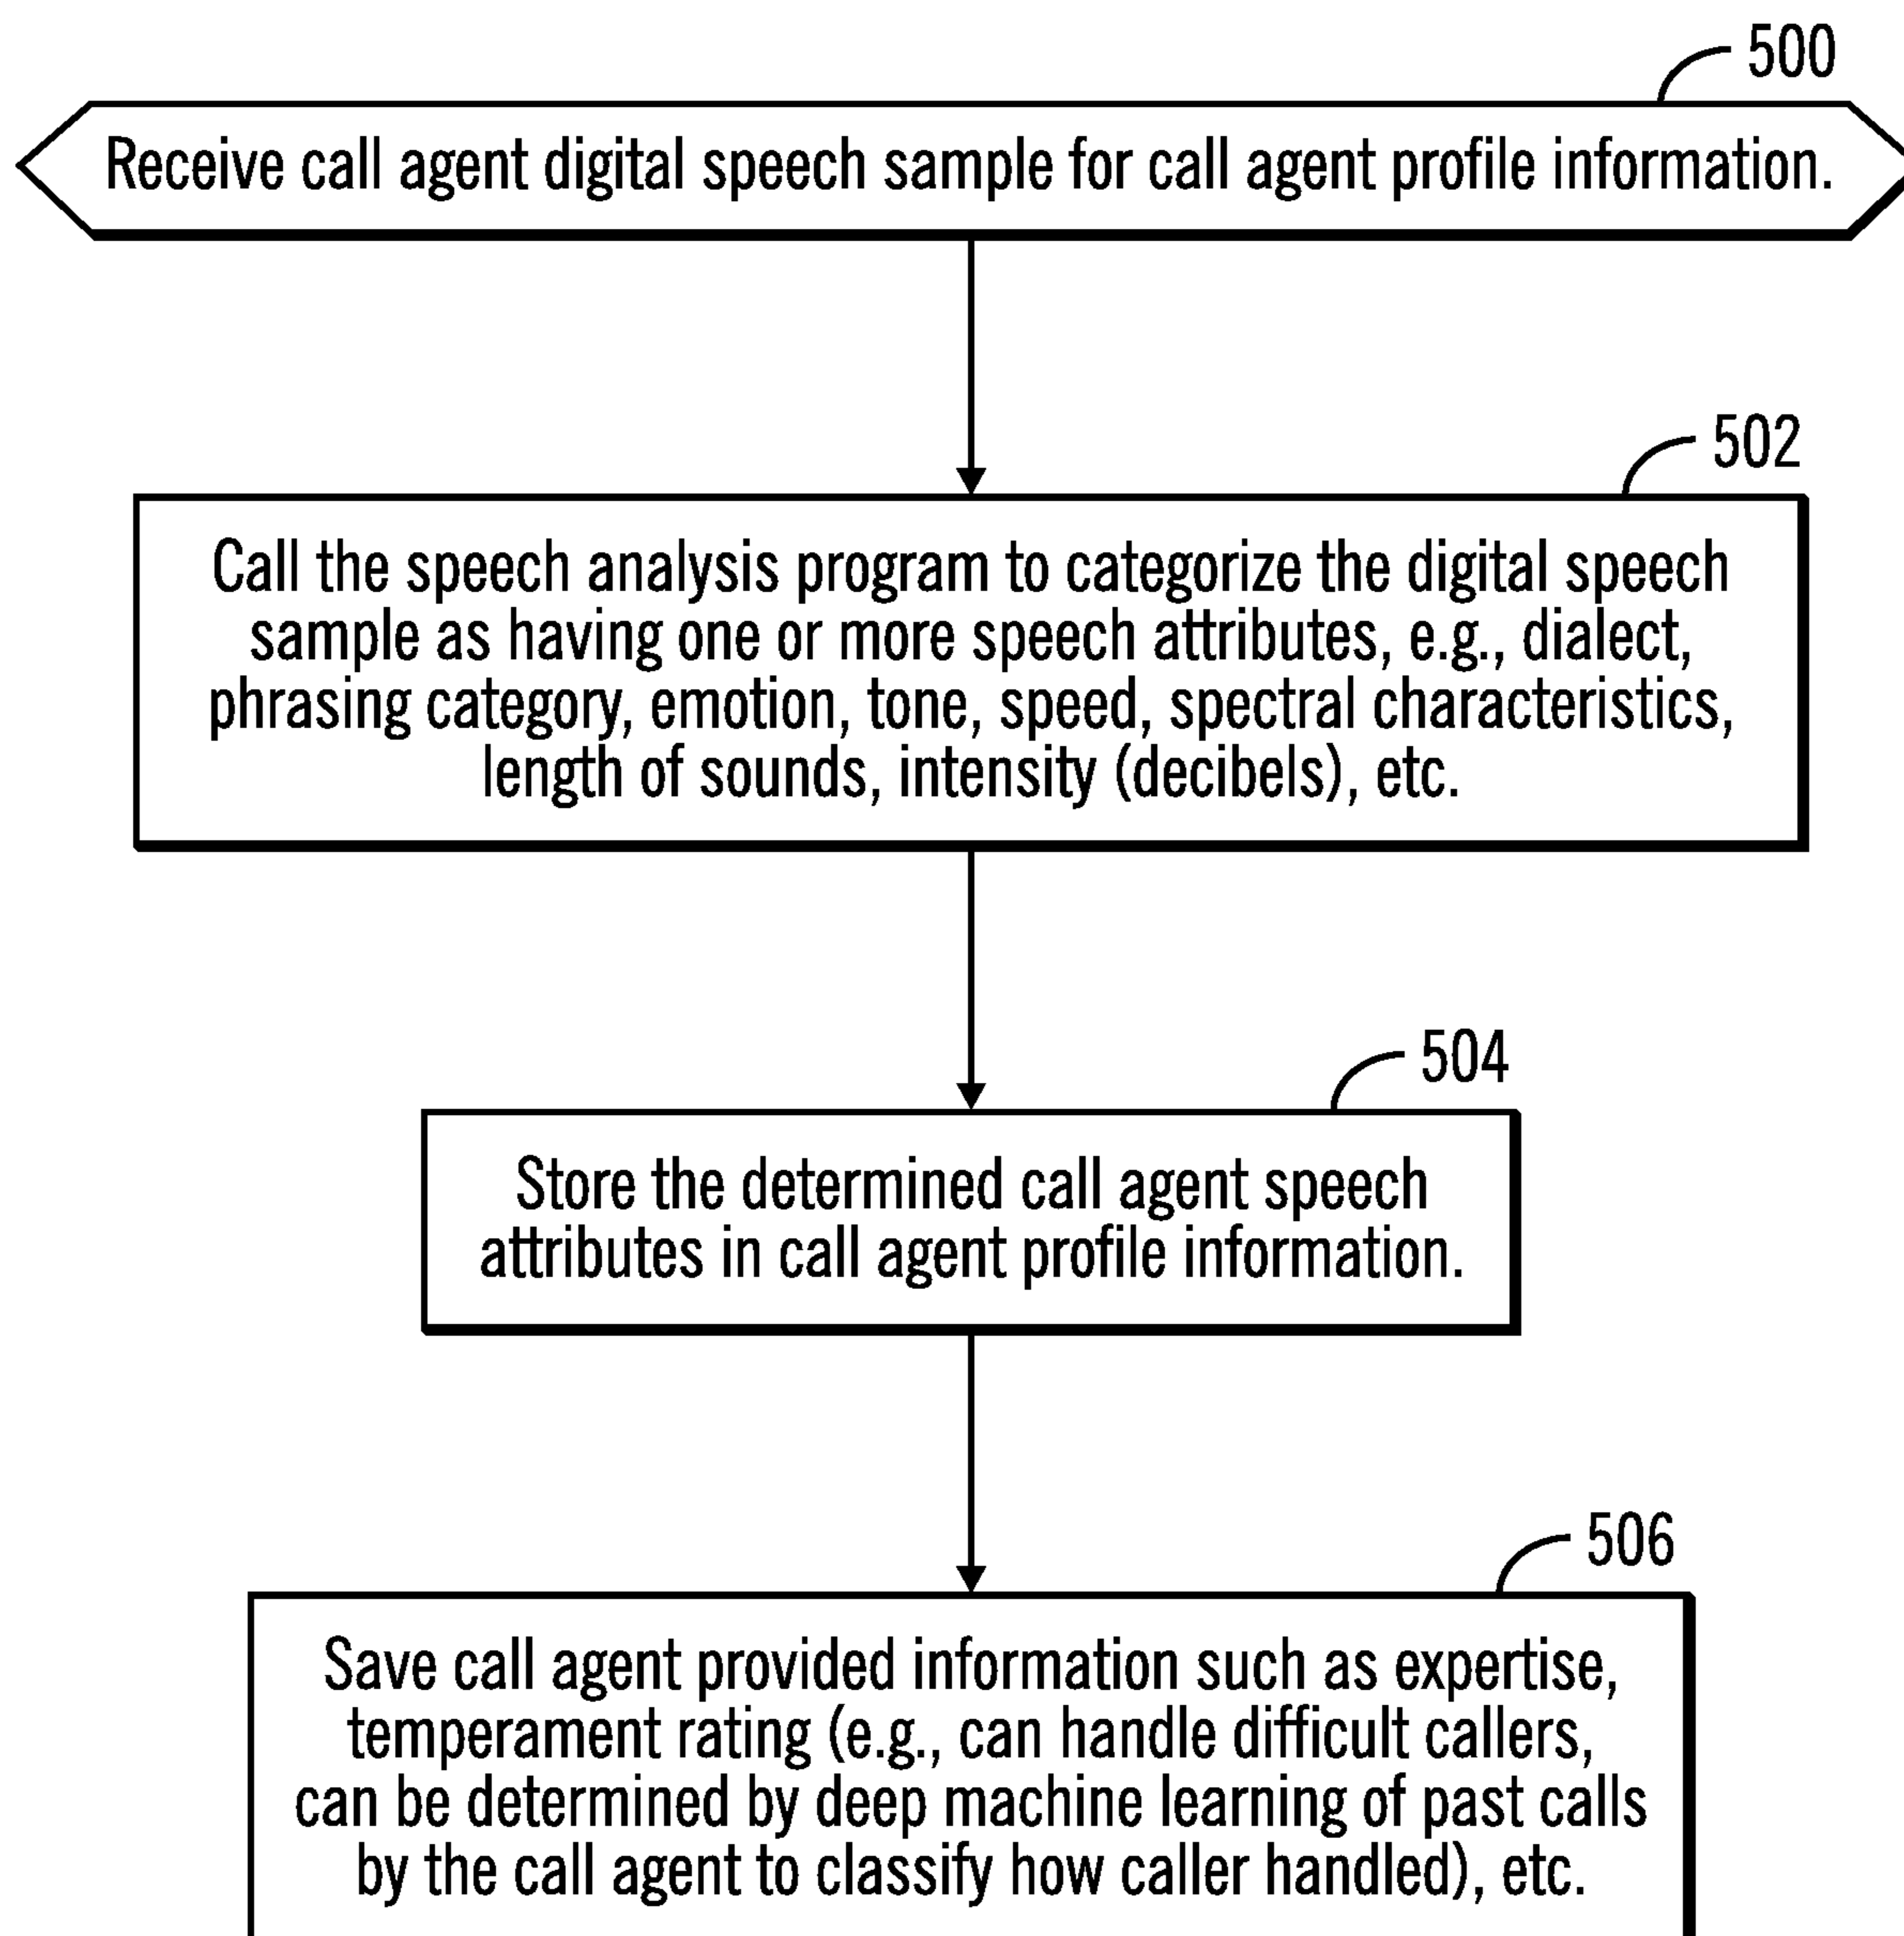 500
Receive call agent digital speech sample for call agent profile information.
502
Call the speech analysis program to categorize the digital speech
sample as having one or more speech attributes, e.g., dialect,
phrasing category, emotion, tone, speed, spectral characteristics,
length of sounds, intensity (decibels), etc.
504
Store the determined call agent speech
attributes in call agent profile information.
506
Save call agent provided information such as expertise,
temperament rating (e.g., can handle difficult callers,
can be determined by deep machine learning of past calls
by the call agent to classify how caller handled), etc.